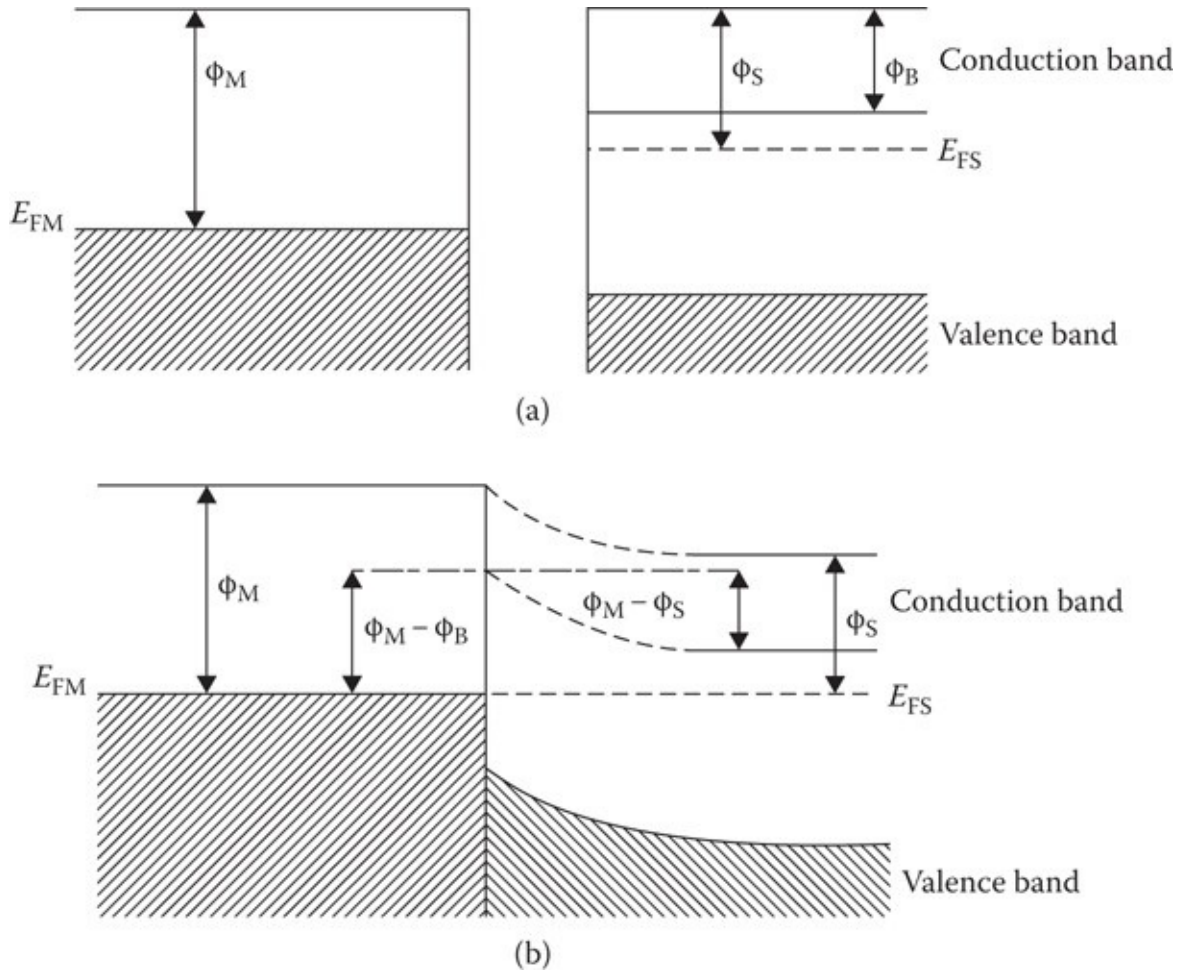 ϕM
ϕS
ϕB
Conduction band
EFS
EFM
Valence band
(a)
ϕM
ϕM – ϕB
ϕM – ϕS
ϕS
Conduction band
EFM
EFS
Valence band
(b)